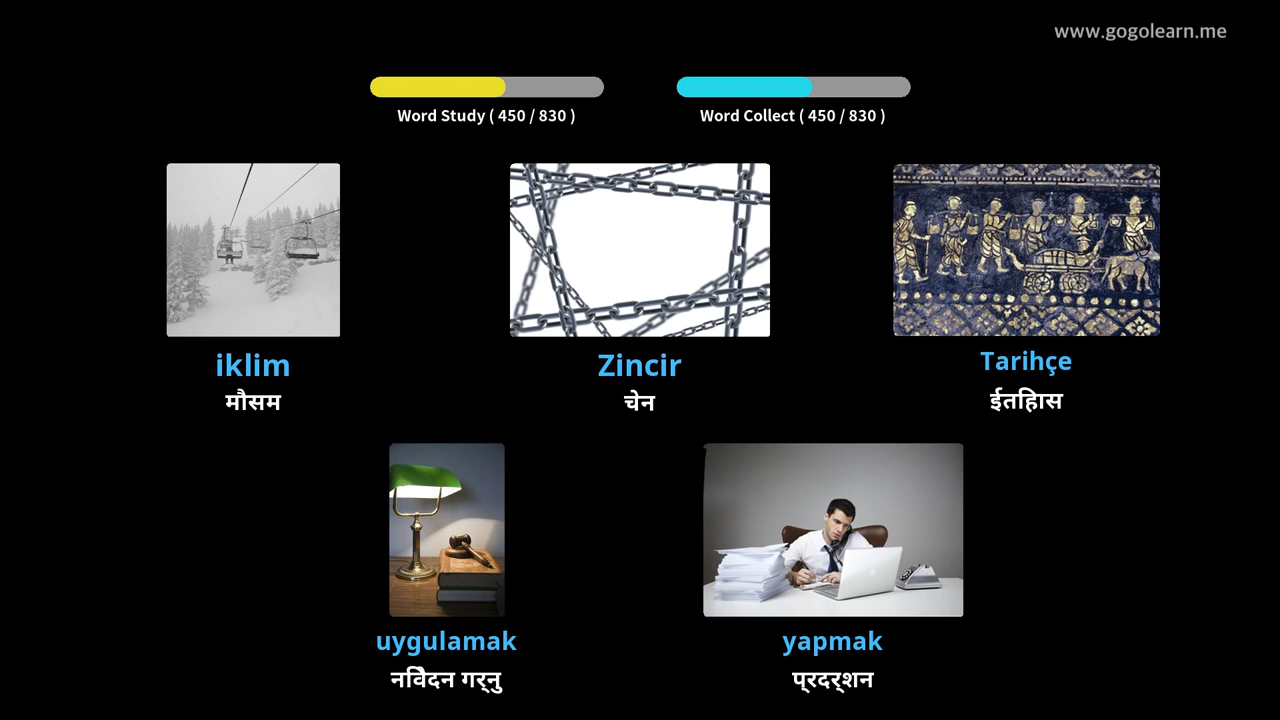 www.gogolearn.me
Word Study ( 450 / 830 )
Word Collect ( 450 / 830 )
iklim
मौसम
Zincir
चेन
Tarihçe
ईतहािस
uygulamak
नविेदन गर्नु
yapmak
प्रदर्शन